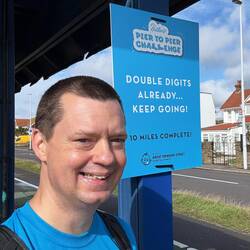 PIER TO PIER
CHALLENGE
DOUBLE DIGITS
ALREADY...
KEEP GOING!
10 MILES COMPLETE!